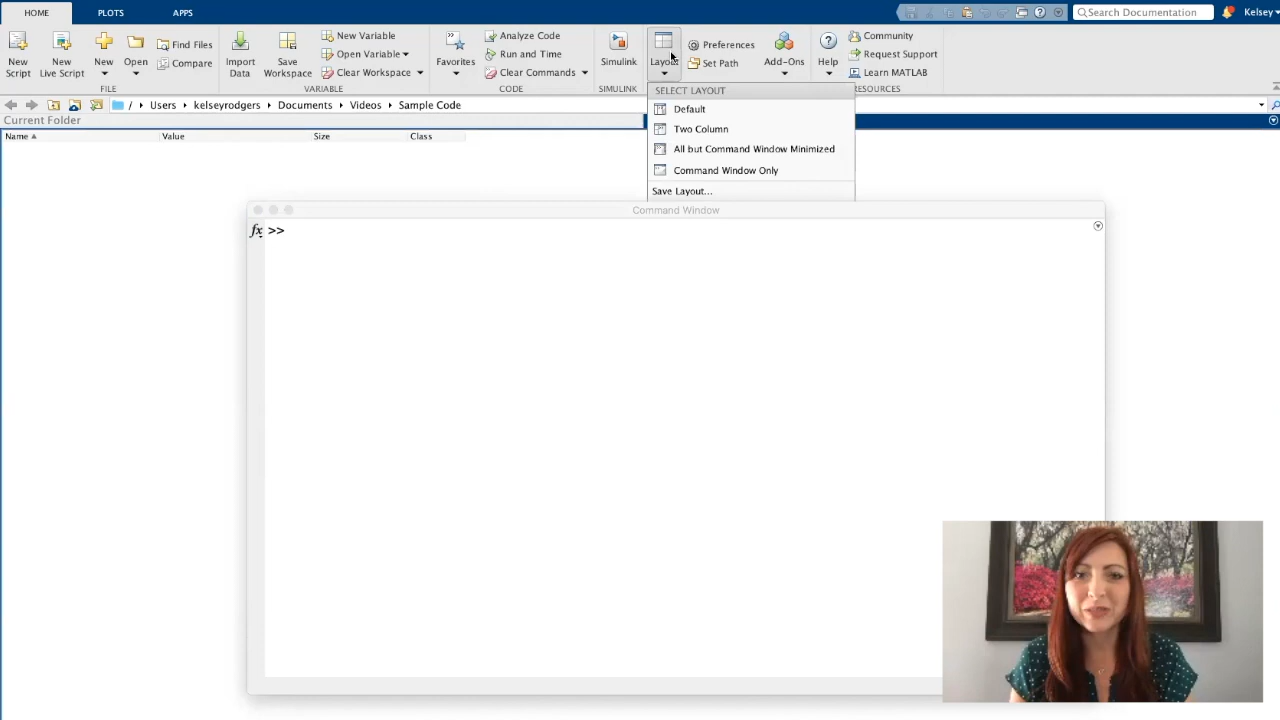 HOME PLOTS APPS Search Documentation Kelsey
New Script New Live Script New Open Find Files Compare Import Data Save Workspace New Variable Open Variable Clear Workspace Favorites Analyze Code Run and Time Clear Commands Simulink Layout Preferences Set Path Add-Ons Help Community Request Support Learn MATLAB
FILE VARIABLE CODE SIMULINK RESOURCES
/ Users kelseyrodgers Documents Videos Sample Code
Current Folder
Name Value Size Class
SELECT LAYOUT
Default
Two Column
All but Command Window Minimized
Command Window Only
Save Layout...
Command Window
fx >>